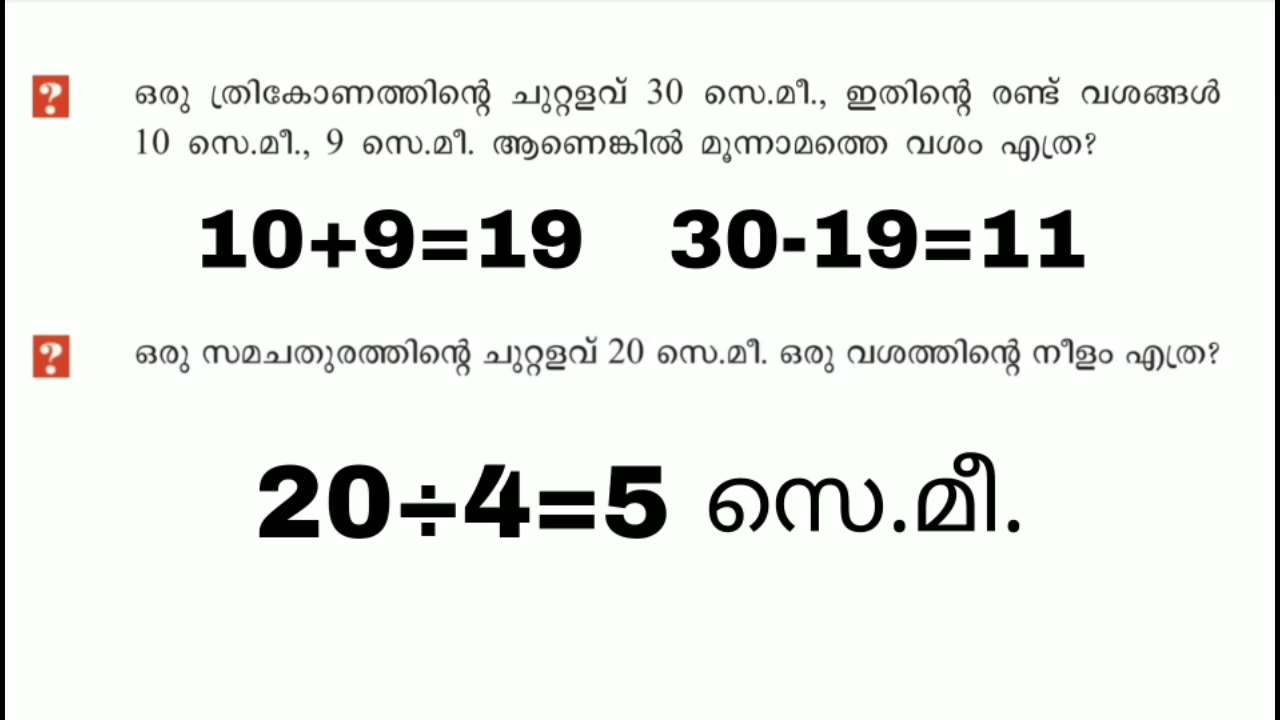 ? ഒരു ത്രികോണത്തിന്റെ ചുറ്റളവ് 30 സെ.മീ., ഇതിന്റെ രണ്ട് വശങ്ങൾ
10 സെ.മീ., 9 സെ.മീ. ആണെങ്കിൽ മൂന്നാമത്തെ വശം എത്ര?
10+9=19 30-19=11
? ഒരു സമചതുരത്തിന്റെ ചുറ്റളവ് 20 സെ.മീ. ഒരു വശത്തിന്റെ നീളം എത്ര?
20÷4=5 സെ.മീ.